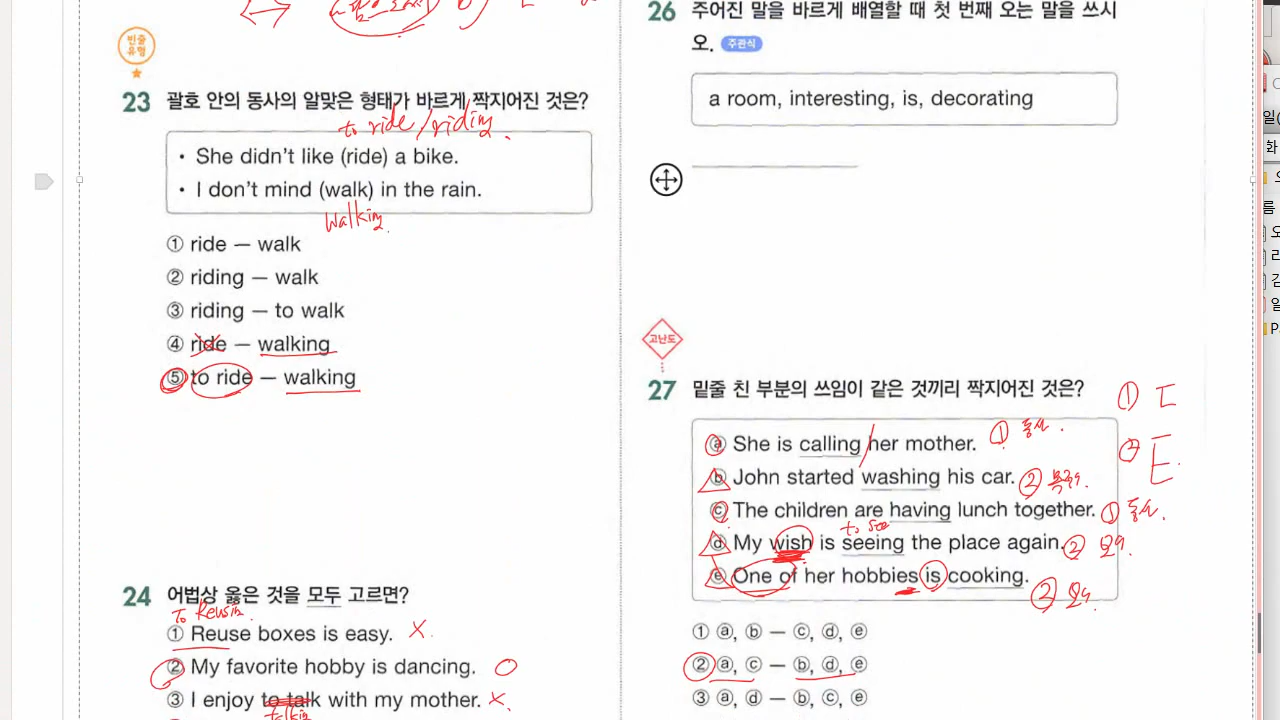 빈출
유형
23 괄호 안의 동사의 알맞은 형태가 바르게 짝지어진 것은?
to ride / riding.
• She didn't like (ride) a bike.
• I don't mind (walk) in the rain.
walking.
① ride — walk
② riding — walk
③ riding — to walk
④ ride — walking
⑤ to ride — walking
24 어법상 옳은 것을 모두 고르면?
① Reuse boxes is easy. X
② My favorite hobby is dancing. O
③ I enjoy to talk with my mother. X
26 주어진 말을 바르게 배열할 때 첫 번째 오는 말을 쓰시
오. 주관식
a room, interesting, is, decorating
고난도
27 밑줄 친 부분의 쓰임이 같은 것끼리 짝지어진 것은?
ⓐ She is calling her mother. ①
ⓑ John started washing his car. ②
ⓒ The children are having lunch together. ①
to see
ⓓ My wish is seeing the place again. ②
ⓔ One of her hobbies is cooking. ②
① ⓐ, ⓑ — ⓒ, ⓓ, ⓔ
② ⓐ, ⓒ — ⓑ, ⓓ, ⓔ
③ ⓐ, ⓓ — ⓑ, ⓒ, ⓔ